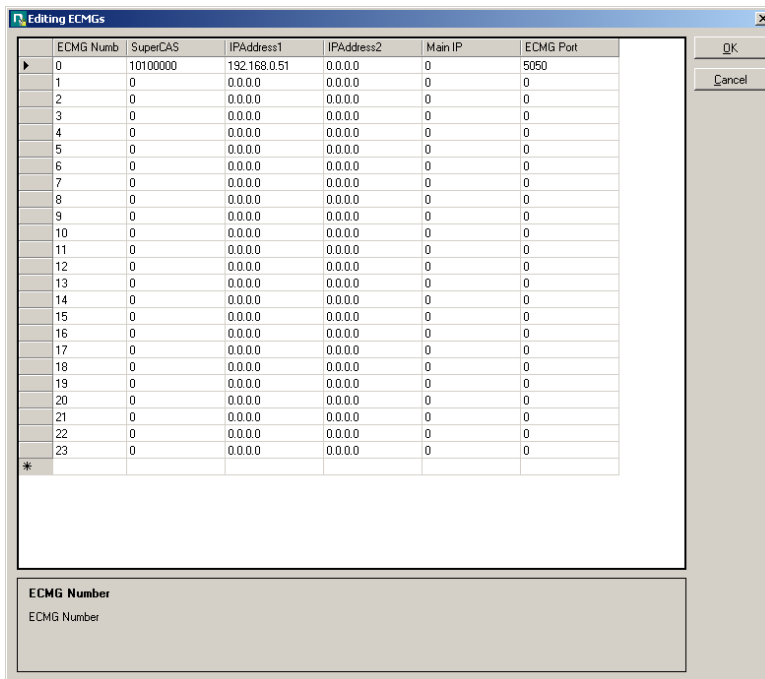 Editing ECMGs
ECMG Numb SuperCAS IPAddress1 IPAddress2 Main IP ECMG Port
0 10100000 192.168.0.51 0.0.0.0 0 5050
1 0 0.0.0.0 0.0.0.0 0 0
2 0 0.0.0.0 0.0.0.0 0 0
3 0 0.0.0.0 0.0.0.0 0 0
4 0 0.0.0.0 0.0.0.0 0 0
5 0 0.0.0.0 0.0.0.0 0 0
6 0 0.0.0.0 0.0.0.0 0 0
7 0 0.0.0.0 0.0.0.0 0 0
8 0 0.0.0.0 0.0.0.0 0 0
9 0 0.0.0.0 0.0.0.0 0 0
10 0 0.0.0.0 0.0.0.0 0 0
11 0 0.0.0.0 0.0.0.0 0 0
12 0 0.0.0.0 0.0.0.0 0 0
13 0 0.0.0.0 0.0.0.0 0 0
14 0 0.0.0.0 0.0.0.0 0 0
15 0 0.0.0.0 0.0.0.0 0 0
16 0 0.0.0.0 0.0.0.0 0 0
17 0 0.0.0.0 0.0.0.0 0 0
18 0 0.0.0.0 0.0.0.0 0 0
19 0 0.0.0.0 0.0.0.0 0 0
20 0 0.0.0.0 0.0.0.0 0 0
21 0 0.0.0.0 0.0.0.0 0 0
22 0 0.0.0.0 0.0.0.0 0 0
23 0 0.0.0.0 0.0.0.0 0 0
OK
Cancel
ECMG Number
ECMG Number